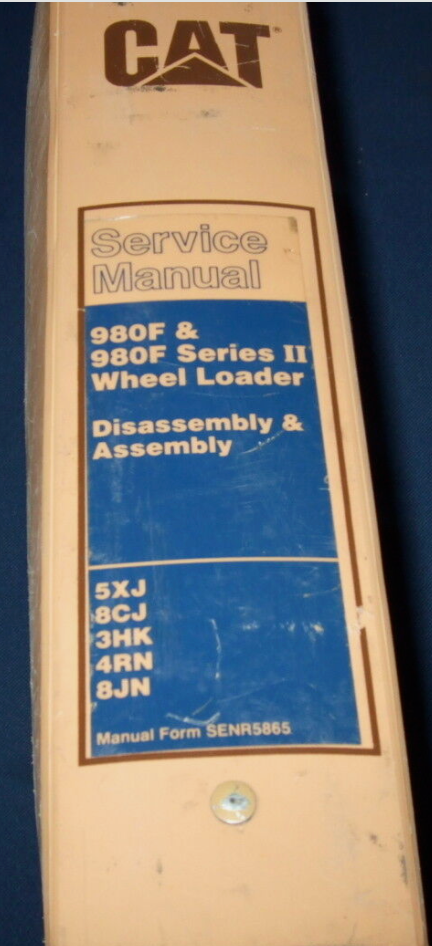 CAT
Service
Manual
980F &
980F Series II
Wheel Loader
Disassembly &
Assembly
5XJ
8CJ
3HK
4RN
8JN
Manual Form SENR5865